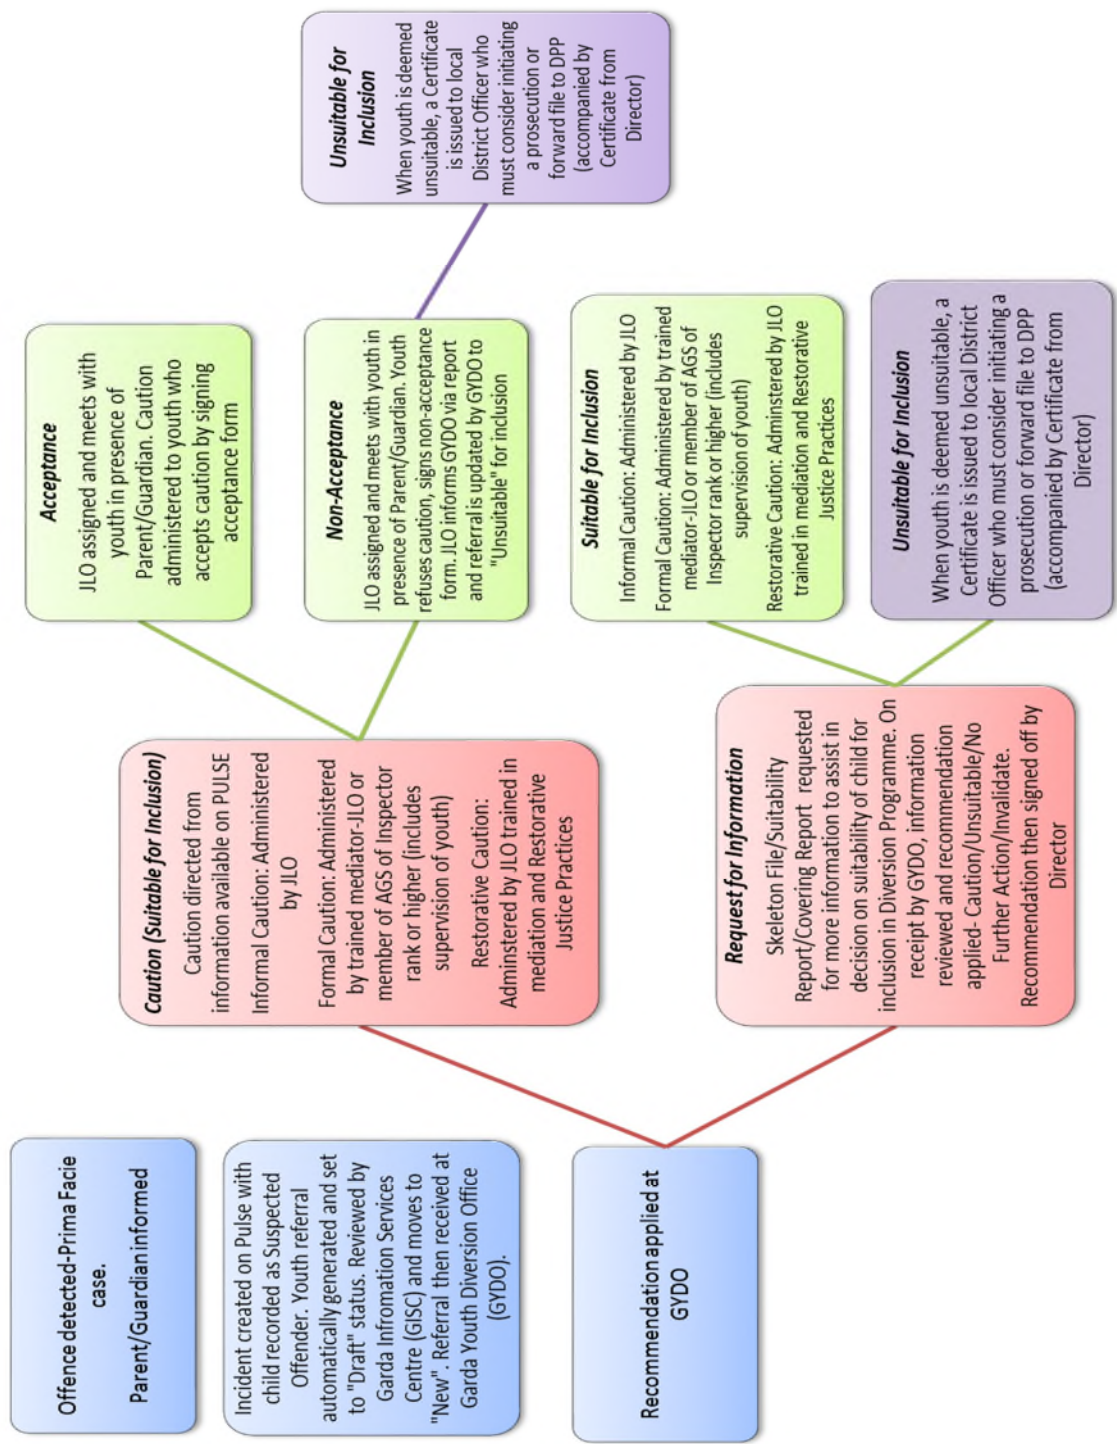 Offence detected-Prima Facie
case.
Parent/Guardian informed
Incident created on Pulse with
child recorded as Suspected
Offender. Youth referral
automatically generated and set
to "Draft" status. Reviewed by
Garda Infromation Services
Centre (GISC) and moves to
"New". Referral then received at
Garda Youth Diversion Office
(GYDO).
Recommendation applied at
GYDO
Caution (Suitable for Inclusion)
Caution directed from
information available on PULSE
Informal Caution: Administered
by JLO
Formal Caution: Administered
by trained mediator-JLO or
member of AGS of Inspector
rank or higher (includes
supervision of youth)
Restorative Caution:
Administered by JLO trained in
mediation and Restorative
Justice Practices
Request for Information
Skeleton File/Suitability
Report/Covering Report requested
for more information to assist in
decision on suitability of child for
inclusion in Diversion Programme. On
receipt by GYDO, information
reviewed and recommendation
applied- Caution/Unsuitable/No
Further Action/Invalidate.
Recommendation then signed off by
Director
Acceptance
JLO assigned and meets with
youth in presence of
Parent/Guardian. Caution
administered to youth who
accepts caution by signing
acceptance form
Non-Acceptance
JLO assigned and meets with youth in
presence of Parent/Guardian. Youth
refuses caution, signs non-acceptance
form. JLO informs GYDO via report
and referral is updated by GYDO to
"Unsuitable" for inclusion
Suitable for Inclusion
Informal Caution: Administered by JLO
Formal Caution: Administered by trained
mediator-JLO or member of AGS of
Inspector rank or higher (includes
supervision of youth)
Restorative Caution: Administered by JLO
trained in mediation and Restorative
Justice Practices
Unsuitable for Inclusion
When youth is deemed unsuitable, a
Certificate is issued to local District
Officer who must consider initiating a
prosecution or forward file to DPP
(accompanied by Certificate from
Director)
Unsuitable for
Inclusion
When youth is deemed
unsuitable, a Certificate
is issued to local
District Officer who
must consider initiating
a prosecution or
forward file to DPP
(accompanied by
Certificate from
Director)